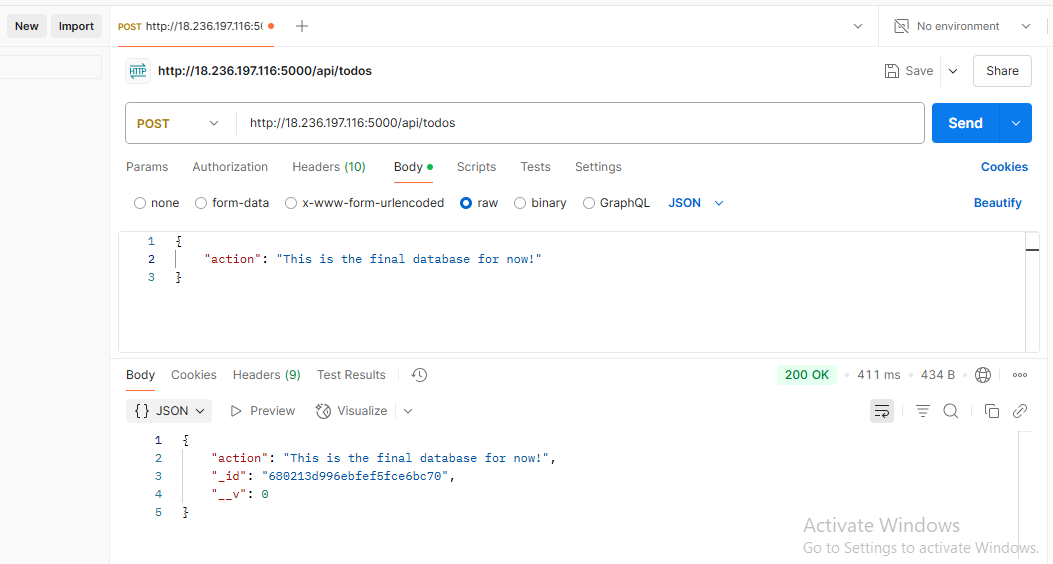 New Import POST http://18.236.197.116:5( No environment
HTTP http://18.236.197.116:5000/api/todos Save Share
POST http://18.236.197.116:5000/api/todos Send
Params Authorization Headers (10) Body Scripts Tests Settings Cookies
none form-data x-www-form-urlencoded raw binary GraphQL JSON Beautify
1 {
2 "action": "This is the final database for now!"
3 }
Body Cookies Headers (9) Test Results 200 OK 411 ms 434 B
{} JSON Preview Visualize
1 {
2 "action": "This is the final database for now!",
3 "_id": "680213d996ebfef5fce6bc70",
4 "__v": 0
5 }
Activate Windows
Go to Settings to activate Windows.